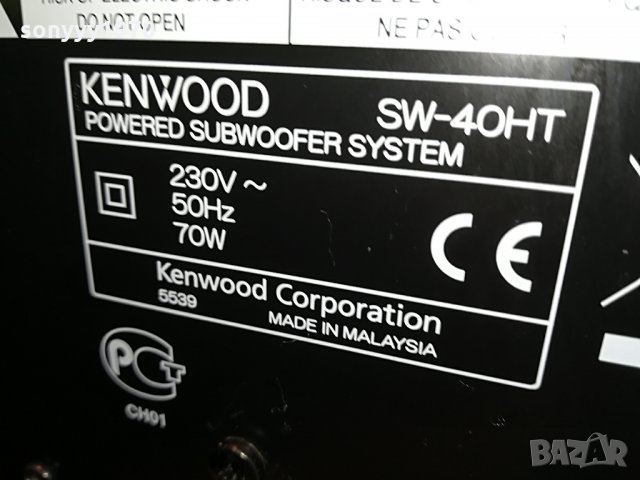 DO NOT OPEN
NE PAS
KENWOOD SW-40HT
POWERED SUBWOOFER SYSTEM
230V ~
50Hz
70W
CE
Kenwood Corporation
5539
MADE IN MALAYSIA
PCT
CH01
BAZAR